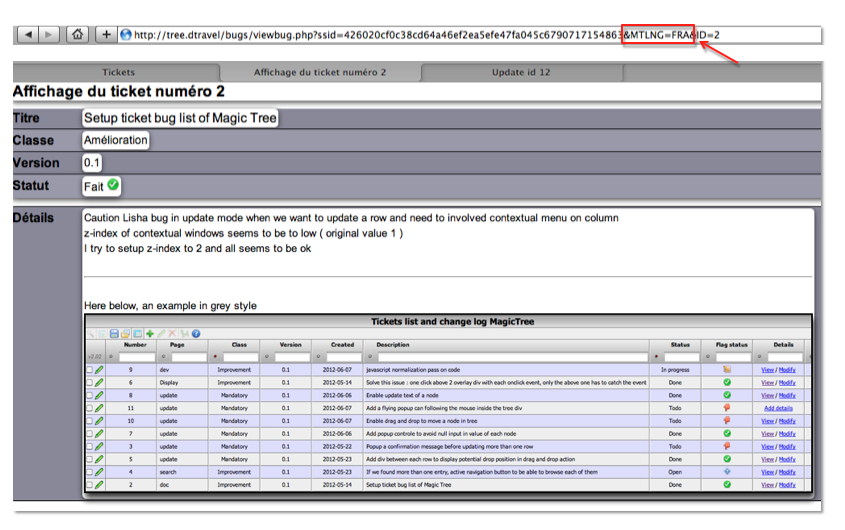 http://tree.dtravel/bugs/viewbug.php?ssid=426020cf0c38cd64a46ef2ea5efe47fa045c6790717154863&MTLNG=FRA&ID=2
Tickets Affichage du ticket numéro 2 Update id 12
Affichage du ticket numéro 2
Titre Setup ticket bug list of Magic Tree
Classe Amélioration
Version 0.1
Statut Fait
Détails Caution Lisha bug in update mode when we want to update a row and need to involved contextual menu on column
z-index of contextual windows seems to be to low ( original value 1 )
I try to setup z-index to 2 and all seems to be ok
Here below, an example in grey style
Tickets list and change log MagicTree
Number Page Class Version Created Description Status Flag status Details
9 dev Improvement 0.1 2012-06-07 javascript normalization pass on code In progress View / Modify
6 Display Improvement 0.1 2012-05-14 Solve this issue : one click above 2 overlay div with each onclick event, only the above one has to catch the event Done View / Modify
8 update Mandatory 0.1 2012-06-06 Enable update text of a node Done View / Modify
11 update Mandatory 0.1 2012-06-07 Add a flying popup can following the mouse inside the tree div Todo Add details
10 update Mandatory 0.1 2012-06-07 Enable drag and drop to move a node in tree Todo View / Modify
7 update Mandatory 0.1 2012-06-06 Add popup controle to avoid null input in value of each node Done View / Modify
3 update Mandatory 0.1 2012-05-22 Popup a confirmation message before updating more than one row Todo View / Modify
5 update Mandatory 0.1 2012-05-23 Add div between each row to display potential drop position in drag and drop action Done View / Modify
4 search Improvement 0.1 2012-05-23 If we found more than one entry, active navigation button to be able to browse each of them Open View / Modify
2 doc Improvement 0.1 2012-05-14 Setup ticket bug list of Magic Tree Done View / Modify